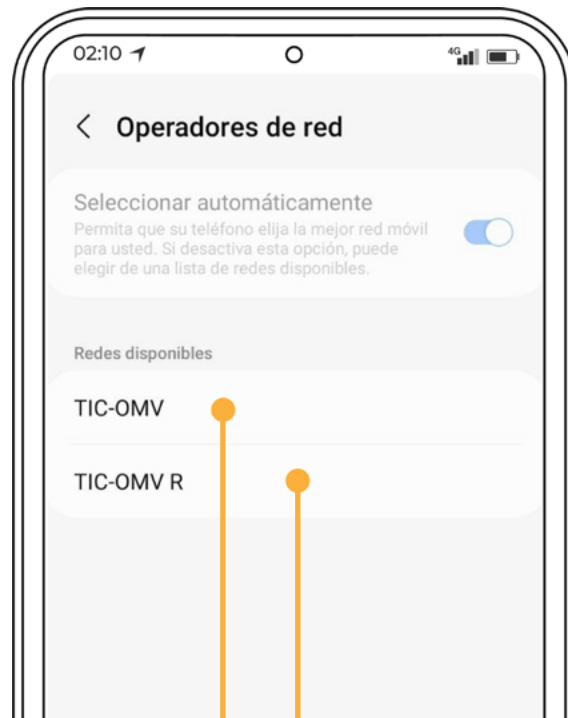 02:10
4G
Operadores de red
Seleccionar automáticamente
Permita que su teléfono elija la mejor red móvil
para usted. Si desactiva esta opción, puede
elegir de una lista de redes disponibles.
Redes disponibles
TIC-OMV
TIC-OMV R